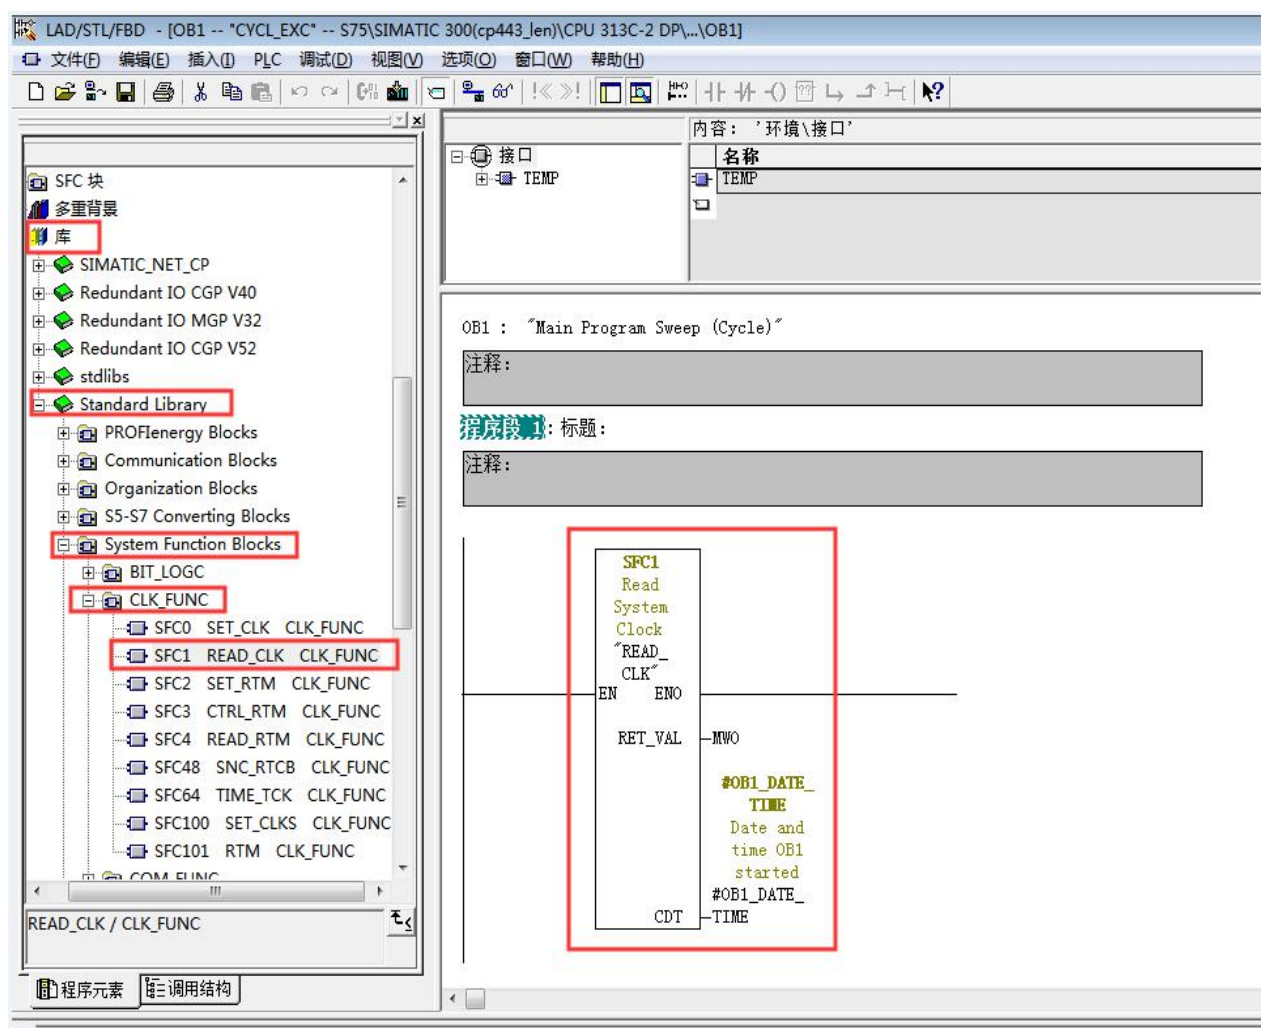 LAD/STL/FBD - [OB1 -- "CYCL_EXC" -- S75\SIMATIC 300(cp443_len)\CPU 313C-2 DP\...\OB1]
文件(F) 编辑(E) 插入(I) PLC 调试(D) 视图(V) 选项(O) 窗口(W) 帮助(H)
SFC 块
多重背景
库
SIMATIC_NET_CP
Redundant IO CGP V40
Redundant IO MGP V32
Redundant IO CGP V52
stdlibs
Standard Library
PROFIenergy Blocks
Communication Blocks
Organization Blocks
S5-S7 Converting Blocks
System Function Blocks
BIT_LOGC
CLK_FUNC
SFC0 SET_CLK CLK_FUNC
SFC1 READ_CLK CLK_FUNC
SFC2 SET_RTM CLK_FUNC
SFC3 CTRL_RTM CLK_FUNC
SFC4 READ_RTM CLK_FUNC
SFC48 SNC_RTCB CLK_FUNC
SFC64 TIME_TCK CLK_FUNC
SFC100 SET_CLKS CLK_FUNC
SFC101 RTM CLK_FUNC
COM_FUNC
READ_CLK / CLK_FUNC
程序元素 调用结构
接口
TEMP
内容: '环境\接口'
名称
TEMP
OB1 : "Main Program Sweep (Cycle)"
注释:
程序段 1: 标题:
注释:
SFC1
Read
System
Clock
"READ_
CLK"
EN ENO
RET_VAL MW0
#OB1_DATE_
TIME
Date and
time OB1
started
#OB1_DATE_
CDT TIME